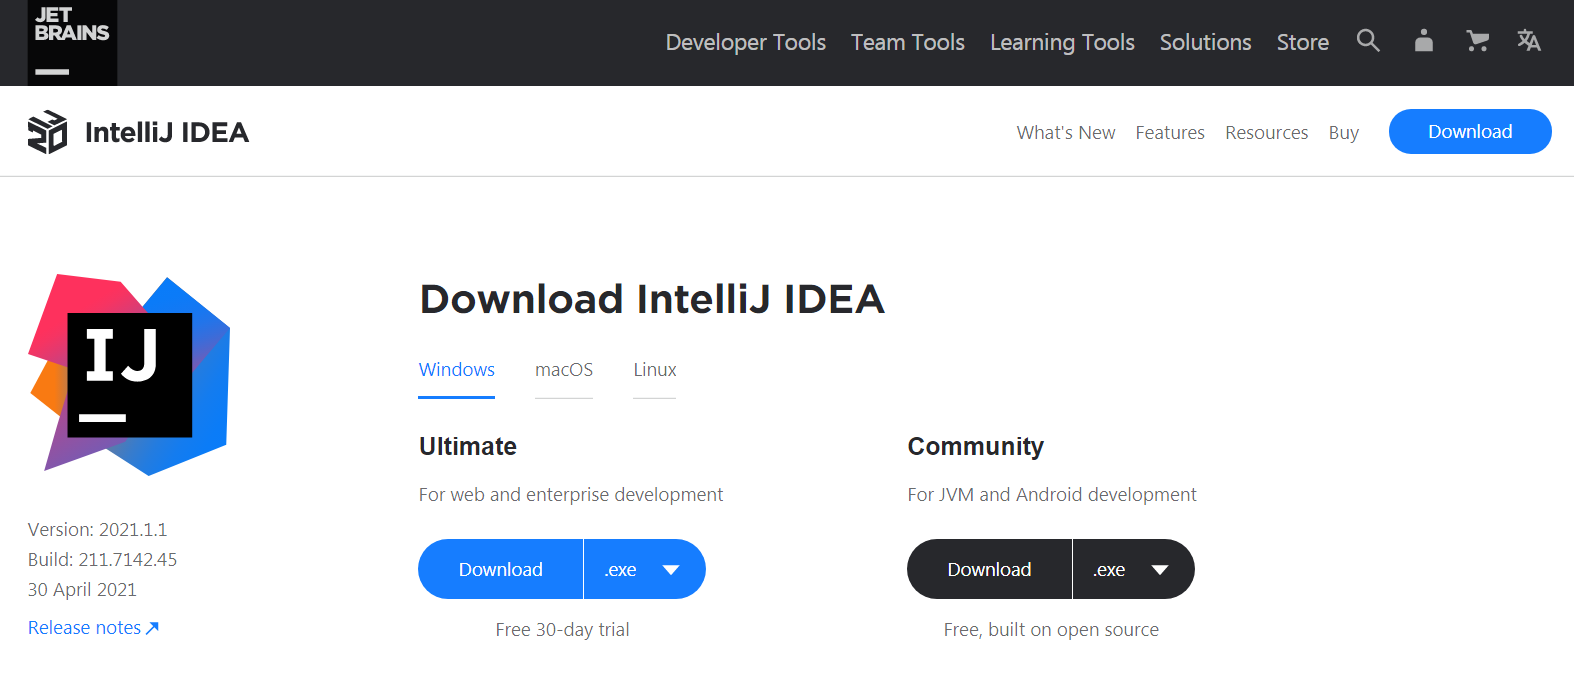 JET
BRAINS
Developer Tools Team Tools Learning Tools Solutions Store
IntelliJ IDEA
What's New Features Resources Buy Download
IJ
Download IntelliJ IDEA
Windows macOS Linux
Ultimate
For web and enterprise development
Download .exe
Free 30-day trial
Community
For JVM and Android development
Download .exe
Free, built on open source
Version: 2021.1.1
Build: 211.7142.45
30 April 2021
Release notes